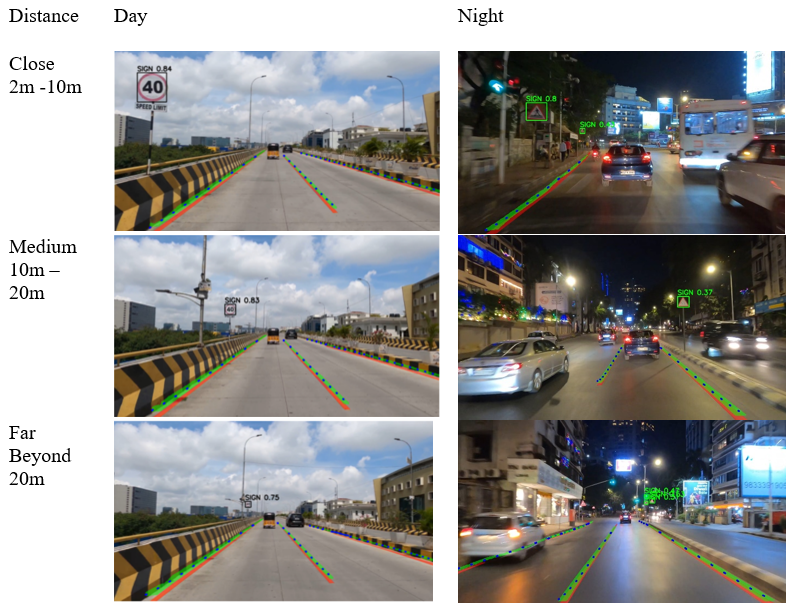 Distance Day Night
Close
2m -10m
SIGN 0.84
40
SPEED LIMIT
SIGN 0.8
Medium
10m –
20m
SIGN 0.83
40
SIGN 0.37
Far
Beyond
20m
SIGN 0.75